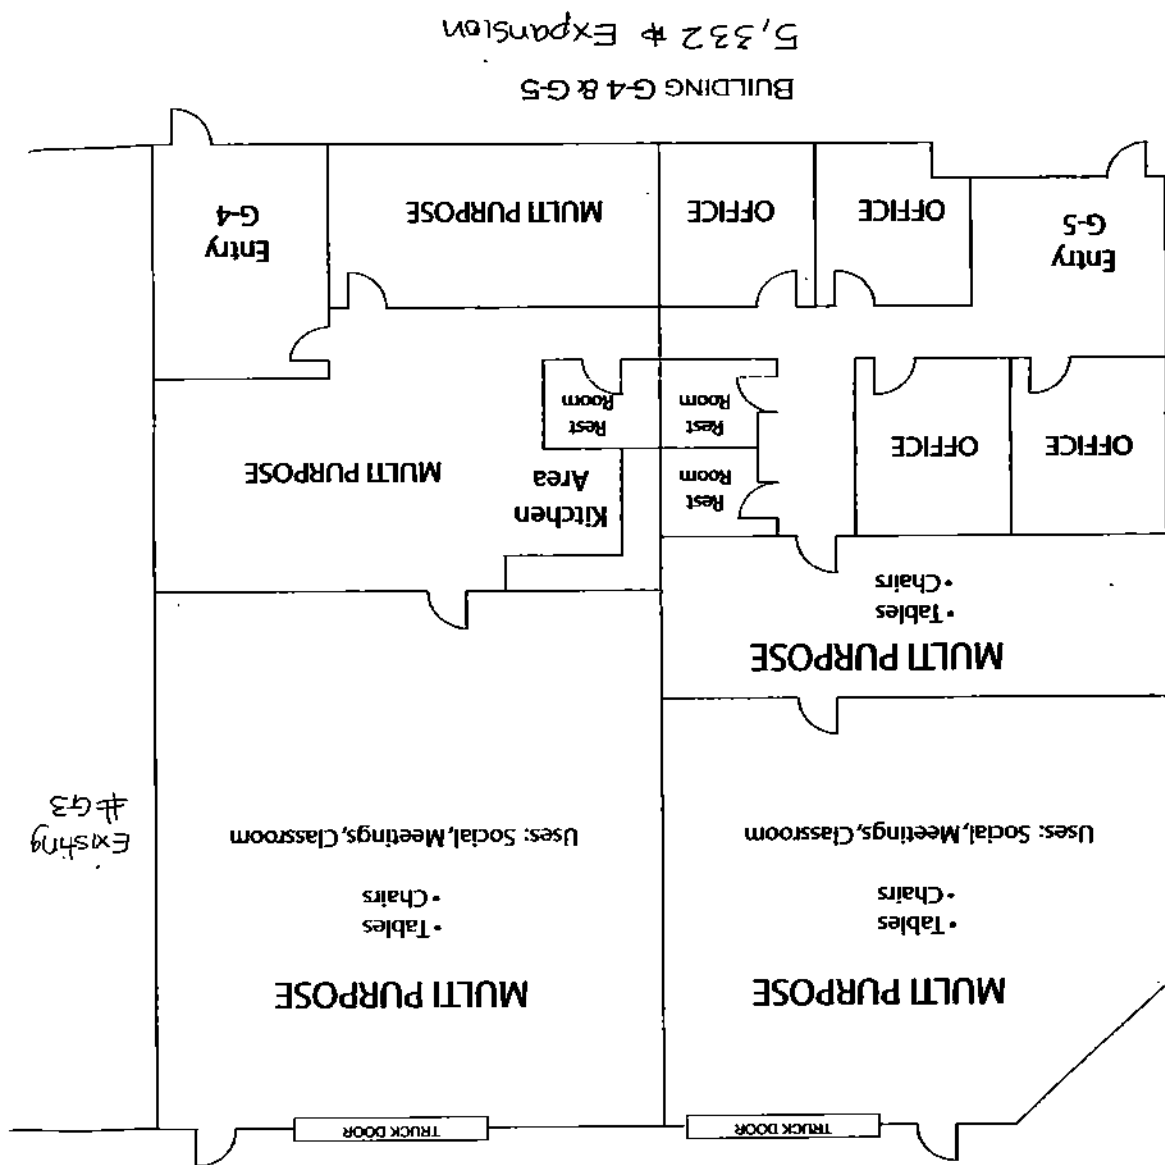 TRUCK DOOR
TRUCK DOOR
MULTI PURPOSE
• Tables
• Chairs
Uses: Social, Meetings, Classroom
MULTI PURPOSE
• Tables
• Chairs
Uses: Social, Meetings, Classroom
Existing
#G3
MULTI PURPOSE
• Tables
• Chairs
OFFICE
OFFICE
Rest
Room
Rest
Room
Kitchen
Area
Rest
Room
MULTI PURPOSE
Entry
G-5
OFFICE
OFFICE
MULTI PURPOSE
Entry
G-4
BUILDING G-4 & G-5
5,332 # Expansion